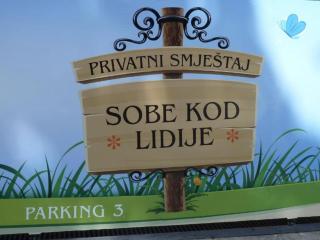 PRIVATNI SMJEŠTAJ
SOBE KOD
* LIDIJE *
PARKING 3